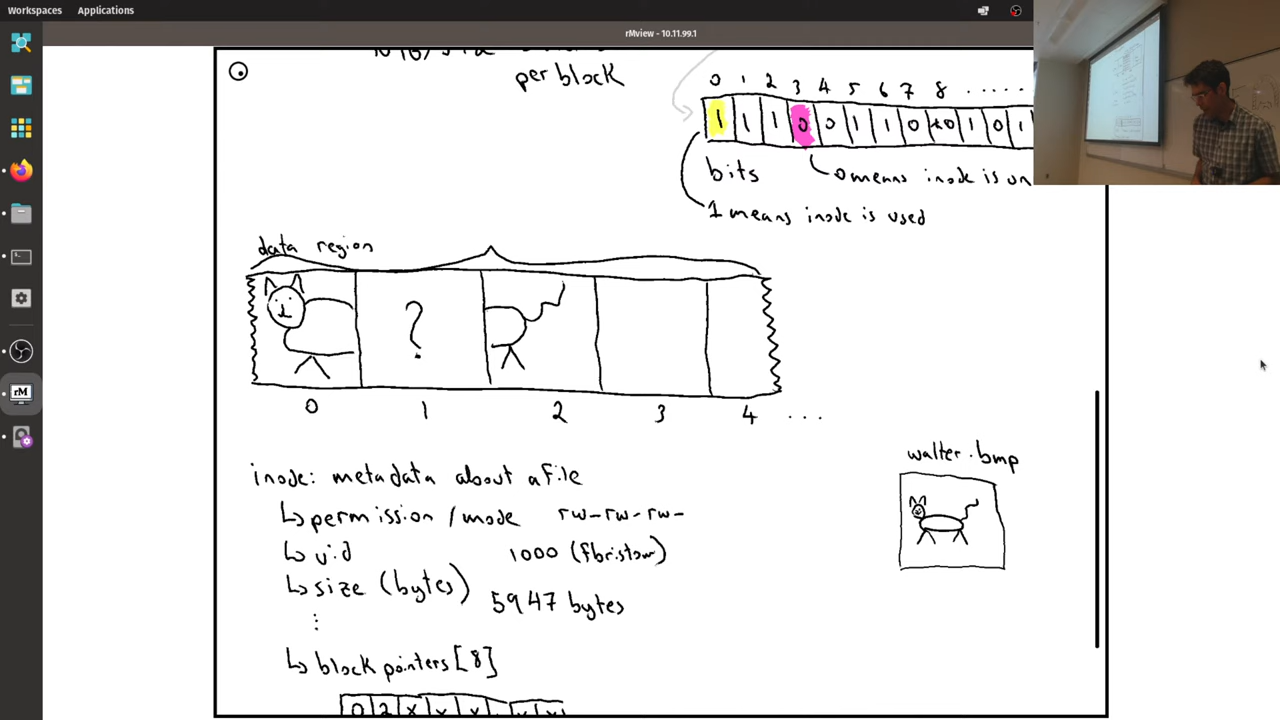 Workspaces Applications
rMview - 10.11.99.1
per block
0 1 2 3 4 5 6 7 8 ......
1 1 1 0 0 1 1 0 0 1 0 1
bits
0 means inode is un
1 means inode is used
data region
?
0 1 2 3 4 ...
inode: metadata about a file
↳ permission / mode rw-rw-rw-
↳ uid 1000 (fbristow)
↳ size (bytes) 5947 bytes
⋮
↳ block pointers [8]
0 2 x x x
walter.bmp
rM